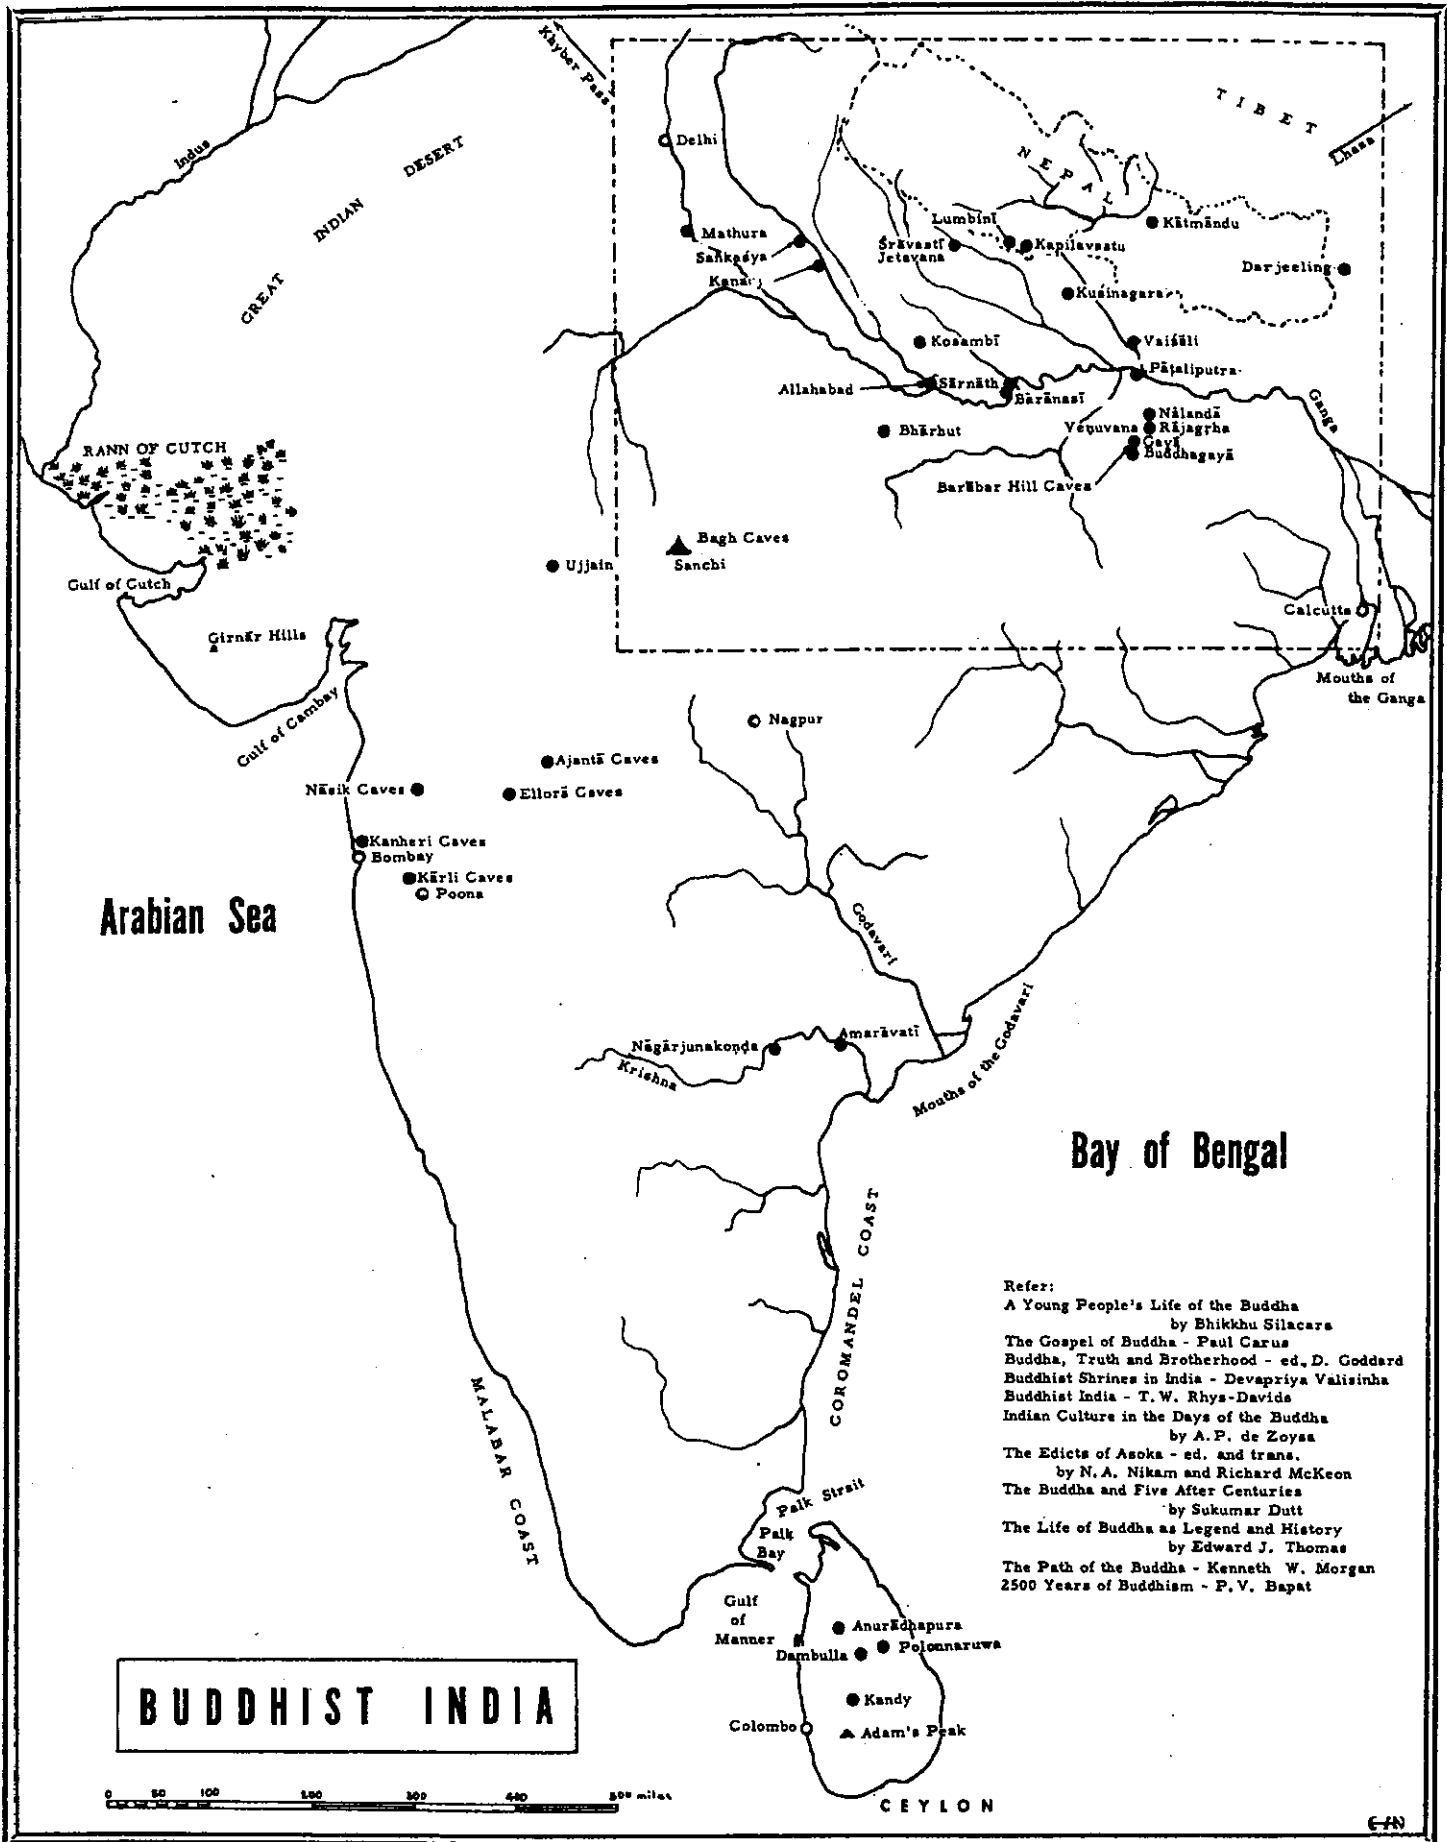 Khyber Pass
TIBET
Lhasa
Indus
Delhi
GREAT INDIAN DESERT
NEPAL
Mathura
Lumbinī
Kātmāndu
Saṅkaśya
Śrāvastī
Jetavana
Kapilavastu
Darjeeling
Kuśinagara
Kosambī
Vaiśāli
Allahabad
Sārnāth
Pāṭaliputra
Bārānasī
Ganga
Nālandā
Bhārhut
Veṇuvana
Rājagṛha
Gayā
Buddhagayā
RANN OF CUTCH
Barābar Hill Caves
Bagh Caves
Ujjain
Sanchi
Gulf of Cutch
Calcutta
Girnār Hills
Mouths of
the Ganga
Gulf of Cambay
Nagpur
Ajantā Caves
Nāsik Caves
Ellorā Caves
Kanheri Caves
Bombay
Kārli Caves
Poona
Arabian Sea
Godavari
Amarāvatī
Nāgārjunakoṇḍa
Krishna
Mouths of the Godavari
Bay of Bengal
COROMANDEL COAST
MALABAR COAST
Refer:
A Young People's Life of the Buddha
by Bhikkhu Silacara
The Gospel of Buddha - Paul Carus
Buddha, Truth and Brotherhood - ed. D. Goddard
Buddhist Shrines in India - Devapriya Valisinha
Buddhist India - T. W. Rhys-Davids
Indian Culture in the Days of the Buddha
by A. P. de Zoysa
The Edicts of Asoka - ed. and trans.
by N. A. Nikam and Richard McKeon
The Buddha and Five After Centuries
by Sukumar Dutt
The Life of Buddha as Legend and History
by Edward J. Thomas
The Path of the Buddha - Kenneth W. Morgan
2500 Years of Buddhism - P. V. Bapat
Palk Strait
Palk
Bay
Gulf
of
Manner
Anurādhapura
Polonnaruwa
Dambulla
Kandy
Colombo
Adam's Peak
CEYLON
BUDDHIST INDIA
0 50 100 200 300 400 500 miles